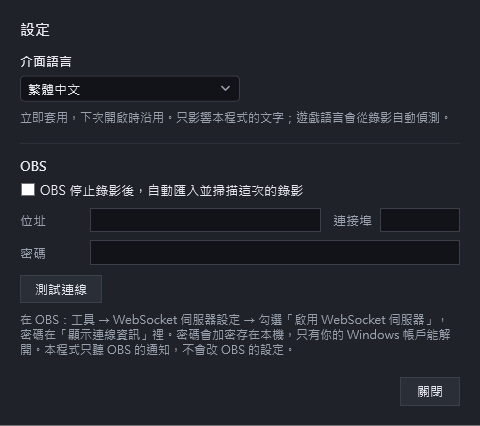 設定
介面語言
繁體中文
立即套用，下次開啟時沿用。只影響本程式的文字；遊戲語言會從錄影自動偵測。
OBS
OBS 停止錄影後，自動匯入並掃描這次的錄影
位址 連接埠
密碼
測試連線
在 OBS：工具 → WebSocket 伺服器設定 → 勾選「啟用 WebSocket 伺服器」，
密碼在「顯示連線資訊」裡。密碼會加密存在本機，只有你的 Windows 帳戶能解
開。本程式只聽 OBS 的通知，不會改 OBS 的設定。
關閉